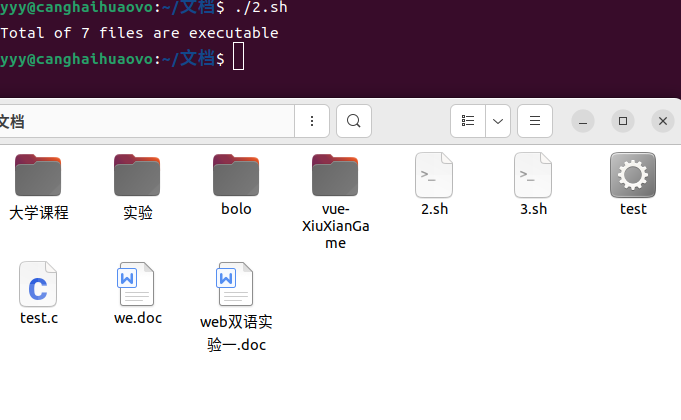 yyy@canghaihuaovo:~/文档$ ./2.sh
Total of 7 files are executable
yyy@canghaihuaovo:~/文档$
文档
大学课程
实验
bolo
vue-
XiuXianGa
me
2.sh
3.sh
test
test.c
we.doc
web双语实
验一.doc